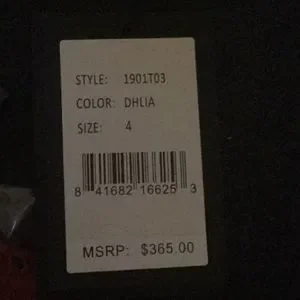 STYLE: 1901T03
COLOR: DHLIA
SIZE: 4
8 41682 16625 3
MSRP: $365.00